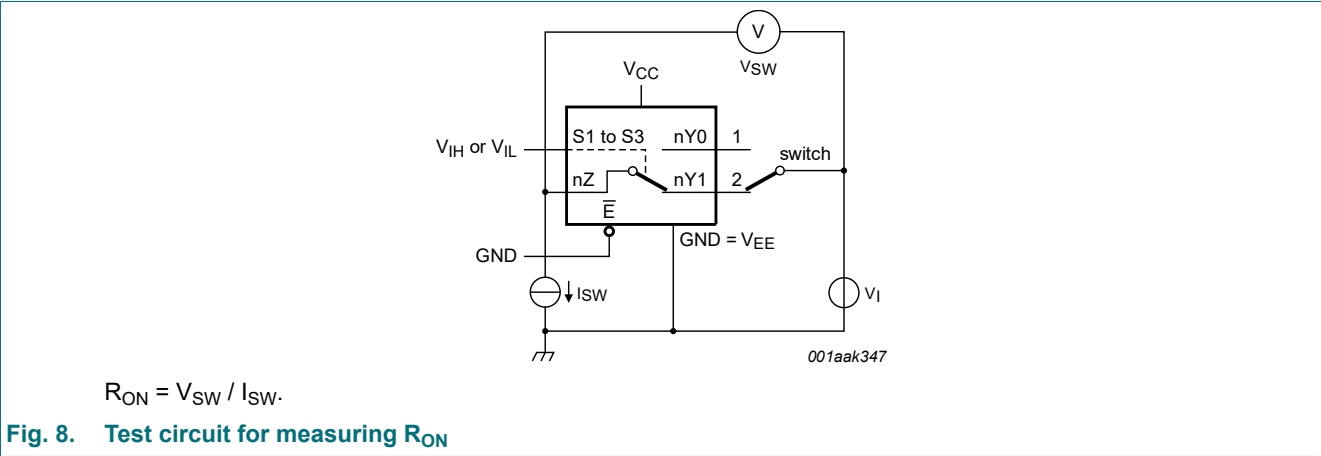 V
VSW
VCC
S1 to S3
nY0
1
VIH or VIL
switch
nZ
nY1
2
E
GND = VEE
GND
ISW
VI
001aak347
RON = VSW / ISW.
Fig. 8. Test circuit for measuring RON